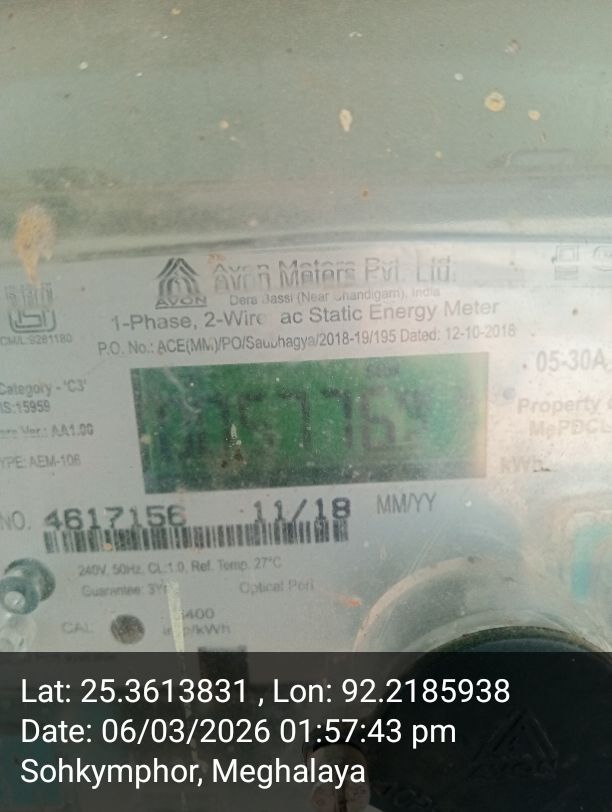 AVON
Avon Meters Pvt. Ltd.
Dera Bassi (Near Chandigarh), India
1-Phase, 2-Wire ac Static Energy Meter
P.O. No.: ACE(MM)/PO/Saubhagya/2018-19/195 Dated: 12-10-2018
CM/L:9281180
Category - 'C3'
IS:15959
AA1.00
TYPE: AEM-106
05-30A
Property
MePDCL
kWh
NO. 4617156 11/18 MM/YY
240V, 50Hz, CL:1.0, Ref. Temp. 27°C
Guarantee: Optical Port
CAL
imp/kWh
Lat: 25.3613831 , Lon: 92.2185938
Date: 06/03/2026 01:57:43 pm
Sohkymphor, Meghalaya